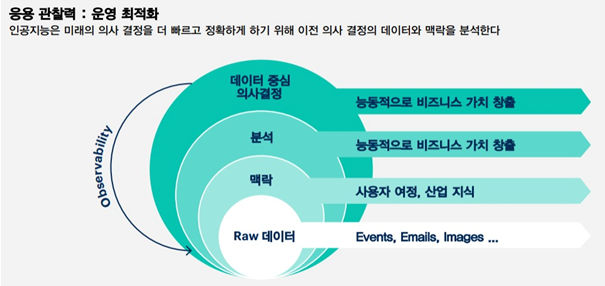 응용 관찰력 : 운영 최적화
인공지능은 미래의 의사 결정을 더 빠르고 정확하게 하기 위해 이전 의사 결정의 데이터와 맥락을 분석한다
데이터 중심
의사결정
능동적으로 비즈니스 가치 창출
분석
능동적으로 비즈니스 가치 창출
맥락
사용자 여정, 산업 지식
Raw 데이터
Events, Emails, Images ...
Observability